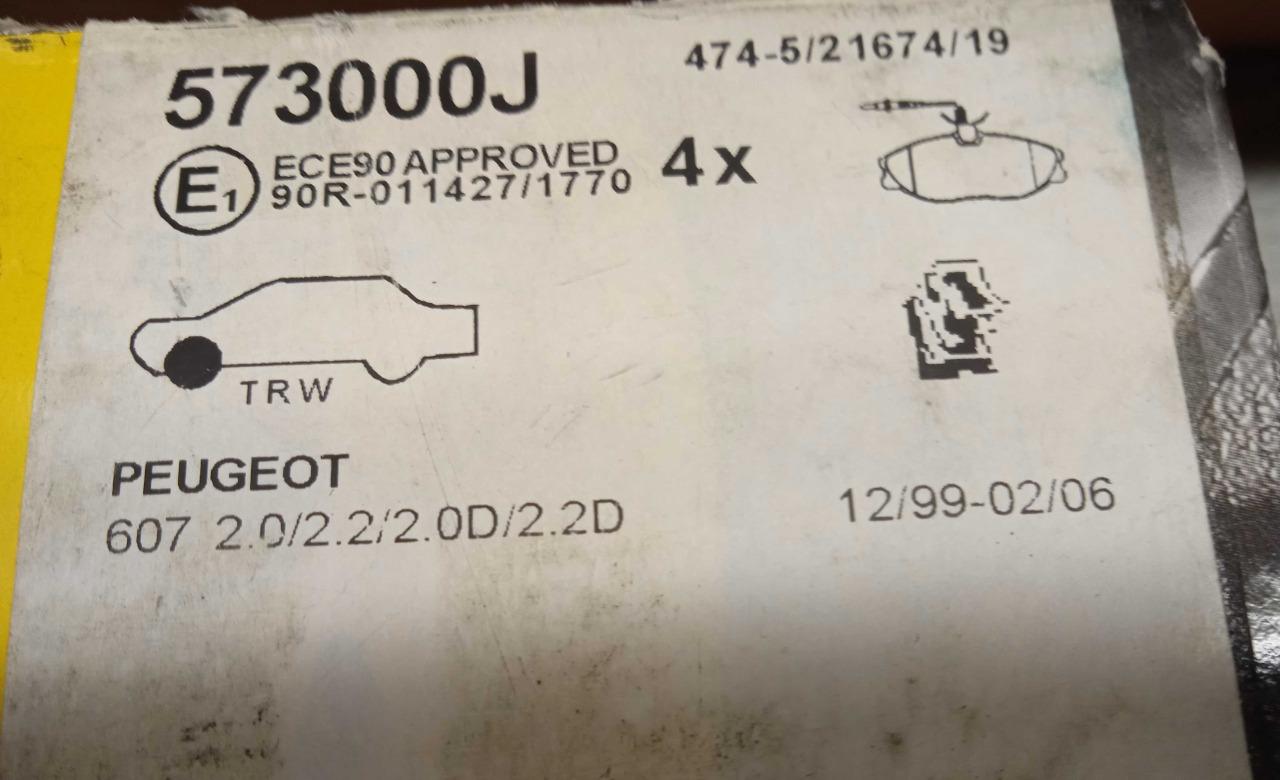 573000J
474-5/21674/19
E1
ECE90 APPROVED
90R-011427/1770
4x
TRW
PEUGEOT
607 2.0/2.2/2.0D/2.2D
12/99-02/06